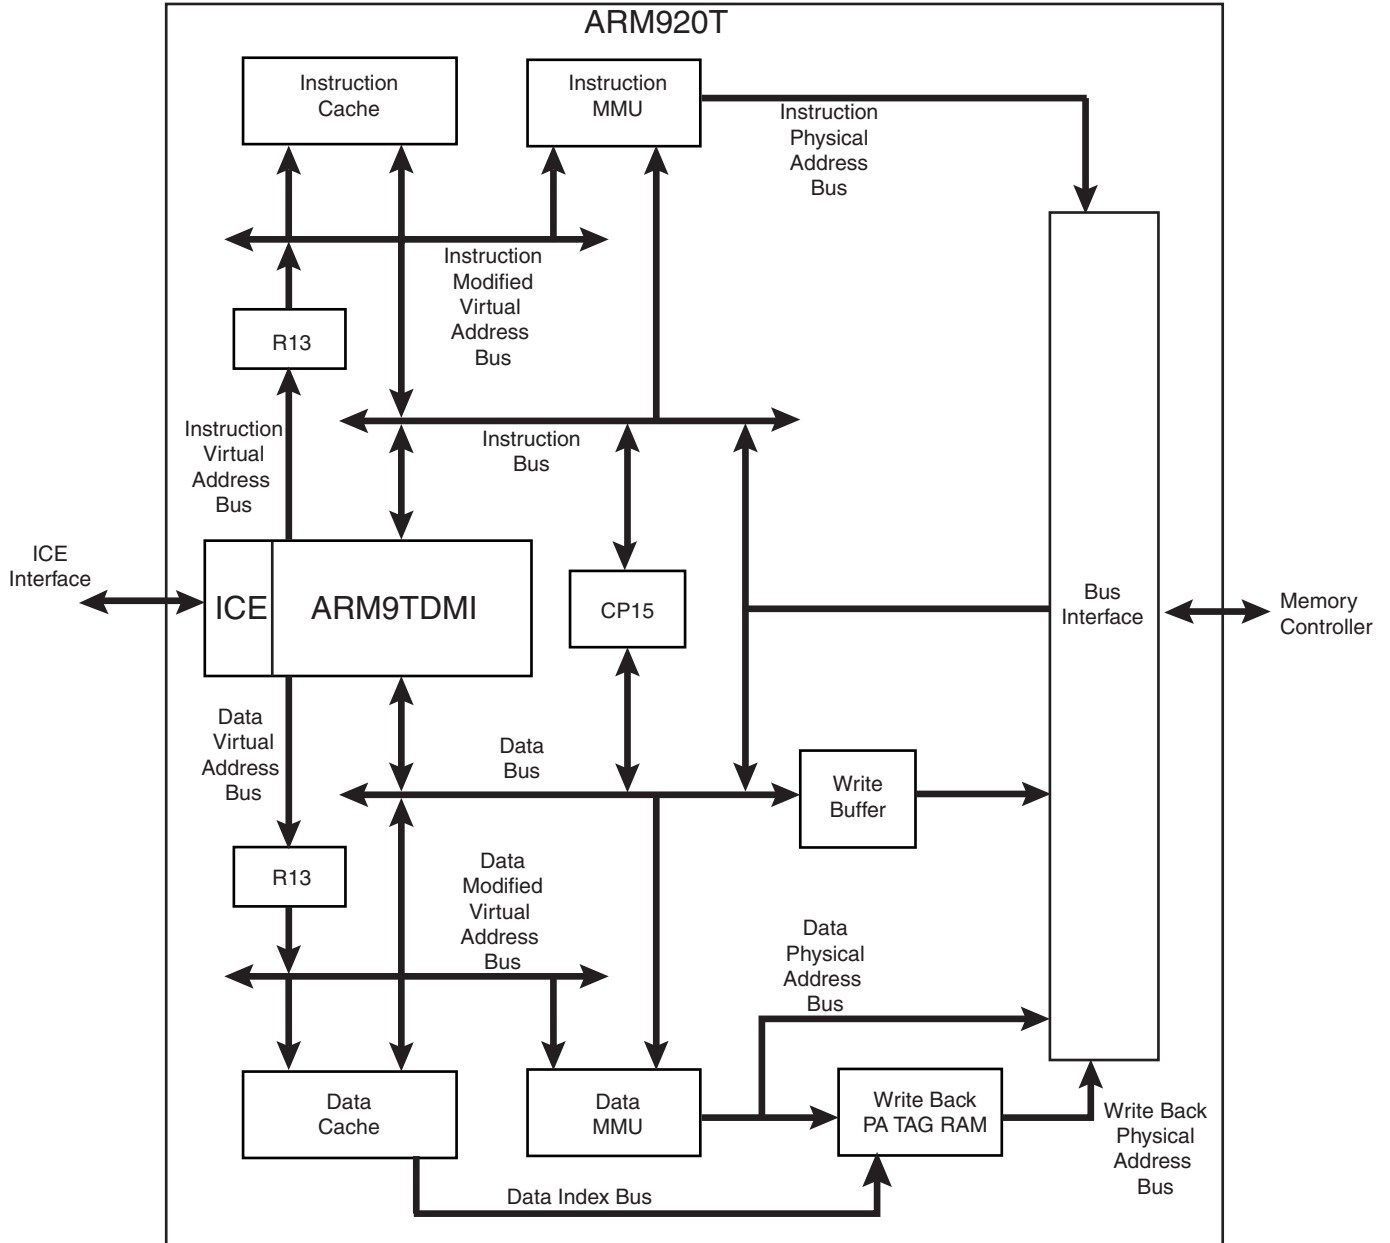 ARM920T
Instruction
Cache
Instruction
MMU
Instruction
Physical
Address
Bus
Instruction
Modified
Virtual
Address
Bus
R13
Instruction
Virtual
Address
Bus
Instruction
Bus
ICE
Interface
ICE
ARM9TDMI
CP15
Bus
Interface
Memory
Controller
Data
Virtual
Address
Bus
Data
Bus
Write
Buffer
R13
Data
Modified
Virtual
Address
Bus
Data
Physical
Address
Bus
Data
Cache
Data
MMU
Write Back
PA TAG RAM
Write Back
Physical
Address
Bus
Data Index Bus